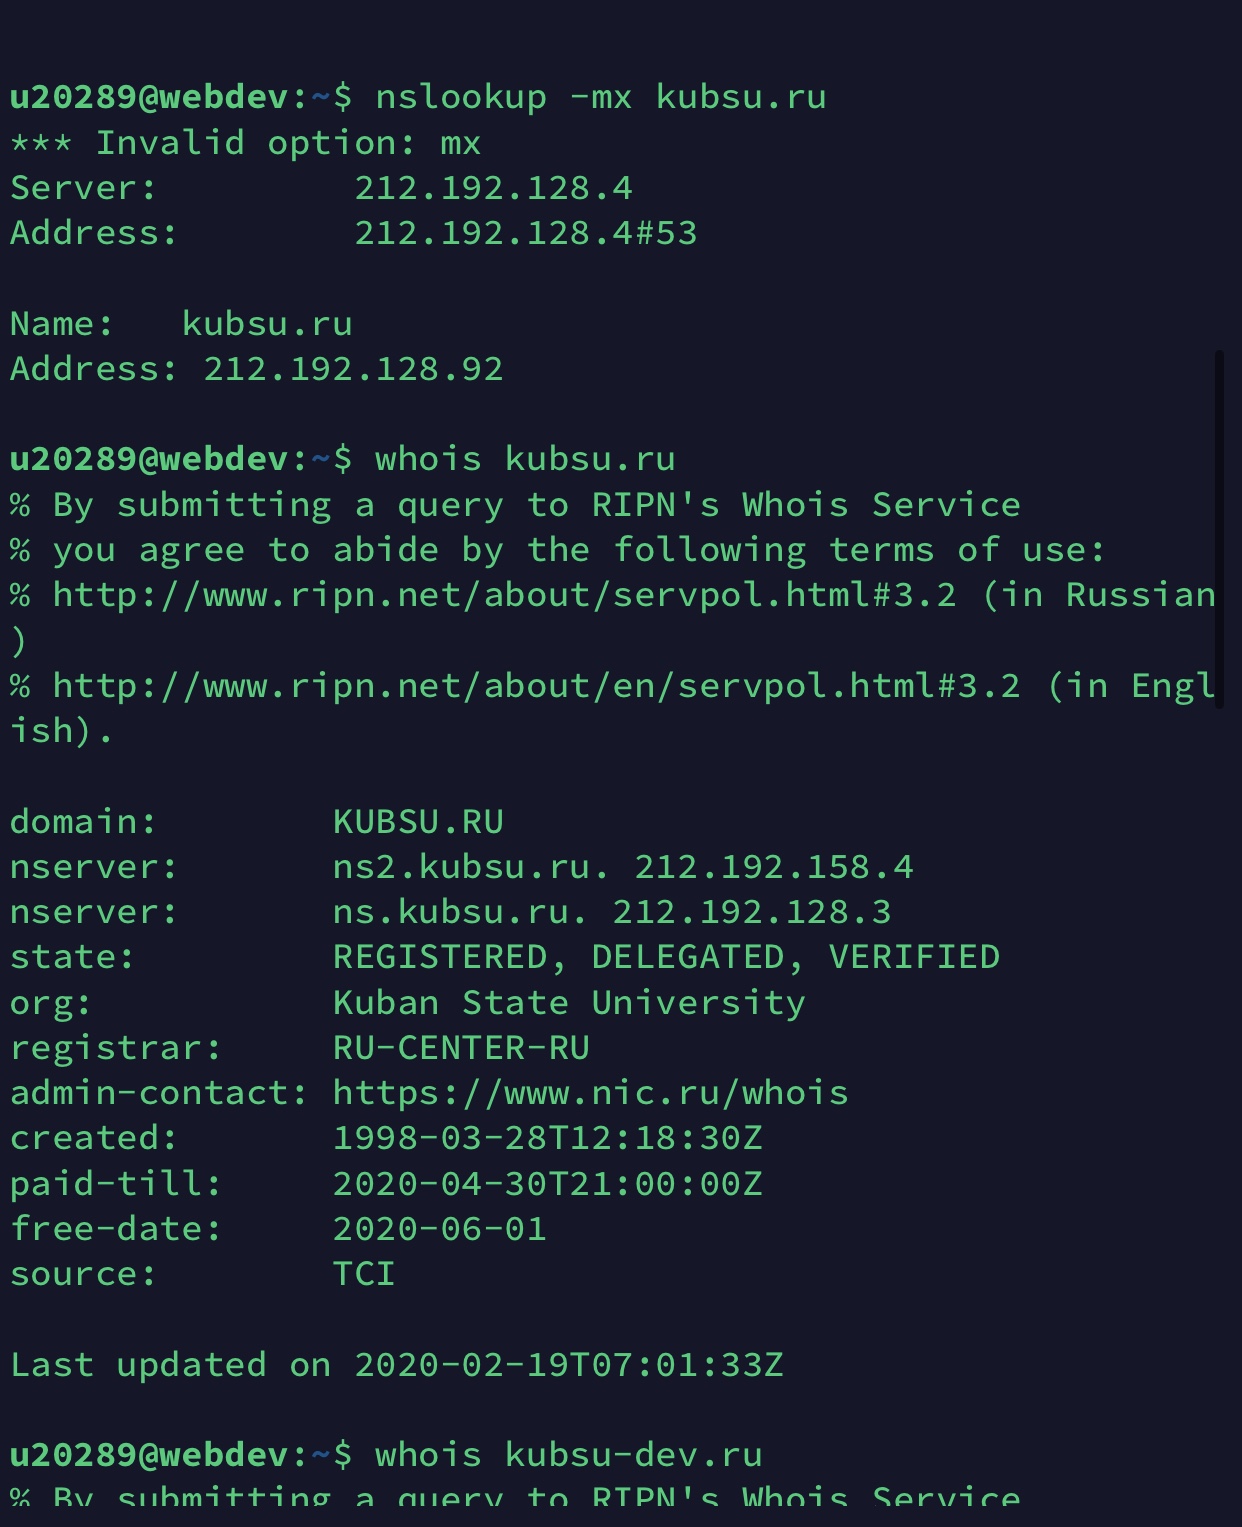 u20289@webdev:~$ nslookup -mx kubsu.ru
*** Invalid option: mx
Server:         212.192.128.4
Address:        212.192.128.4#53

Name:   kubsu.ru
Address: 212.192.128.92

u20289@webdev:~$ whois kubsu.ru
% By submitting a query to RIPN's Whois Service
% you agree to abide by the following terms of use:
% http://www.ripn.net/about/servpol.html#3.2 (in Russian
)
% http://www.ripn.net/about/en/servpol.html#3.2 (in Engl
ish).

domain:        KUBSU.RU
nserver:       ns2.kubsu.ru. 212.192.158.4
nserver:       ns.kubsu.ru. 212.192.128.3
state:         REGISTERED, DELEGATED, VERIFIED
org:           Kuban State University
registrar:     RU-CENTER-RU
admin-contact: https://www.nic.ru/whois
created:       1998-03-28T12:18:30Z
paid-till:     2020-04-30T21:00:00Z
free-date:     2020-06-01
source:        TCI

Last updated on 2020-02-19T07:01:33Z

u20289@webdev:~$ whois kubsu-dev.ru
% By submitting a query to RIPN's Whois Service